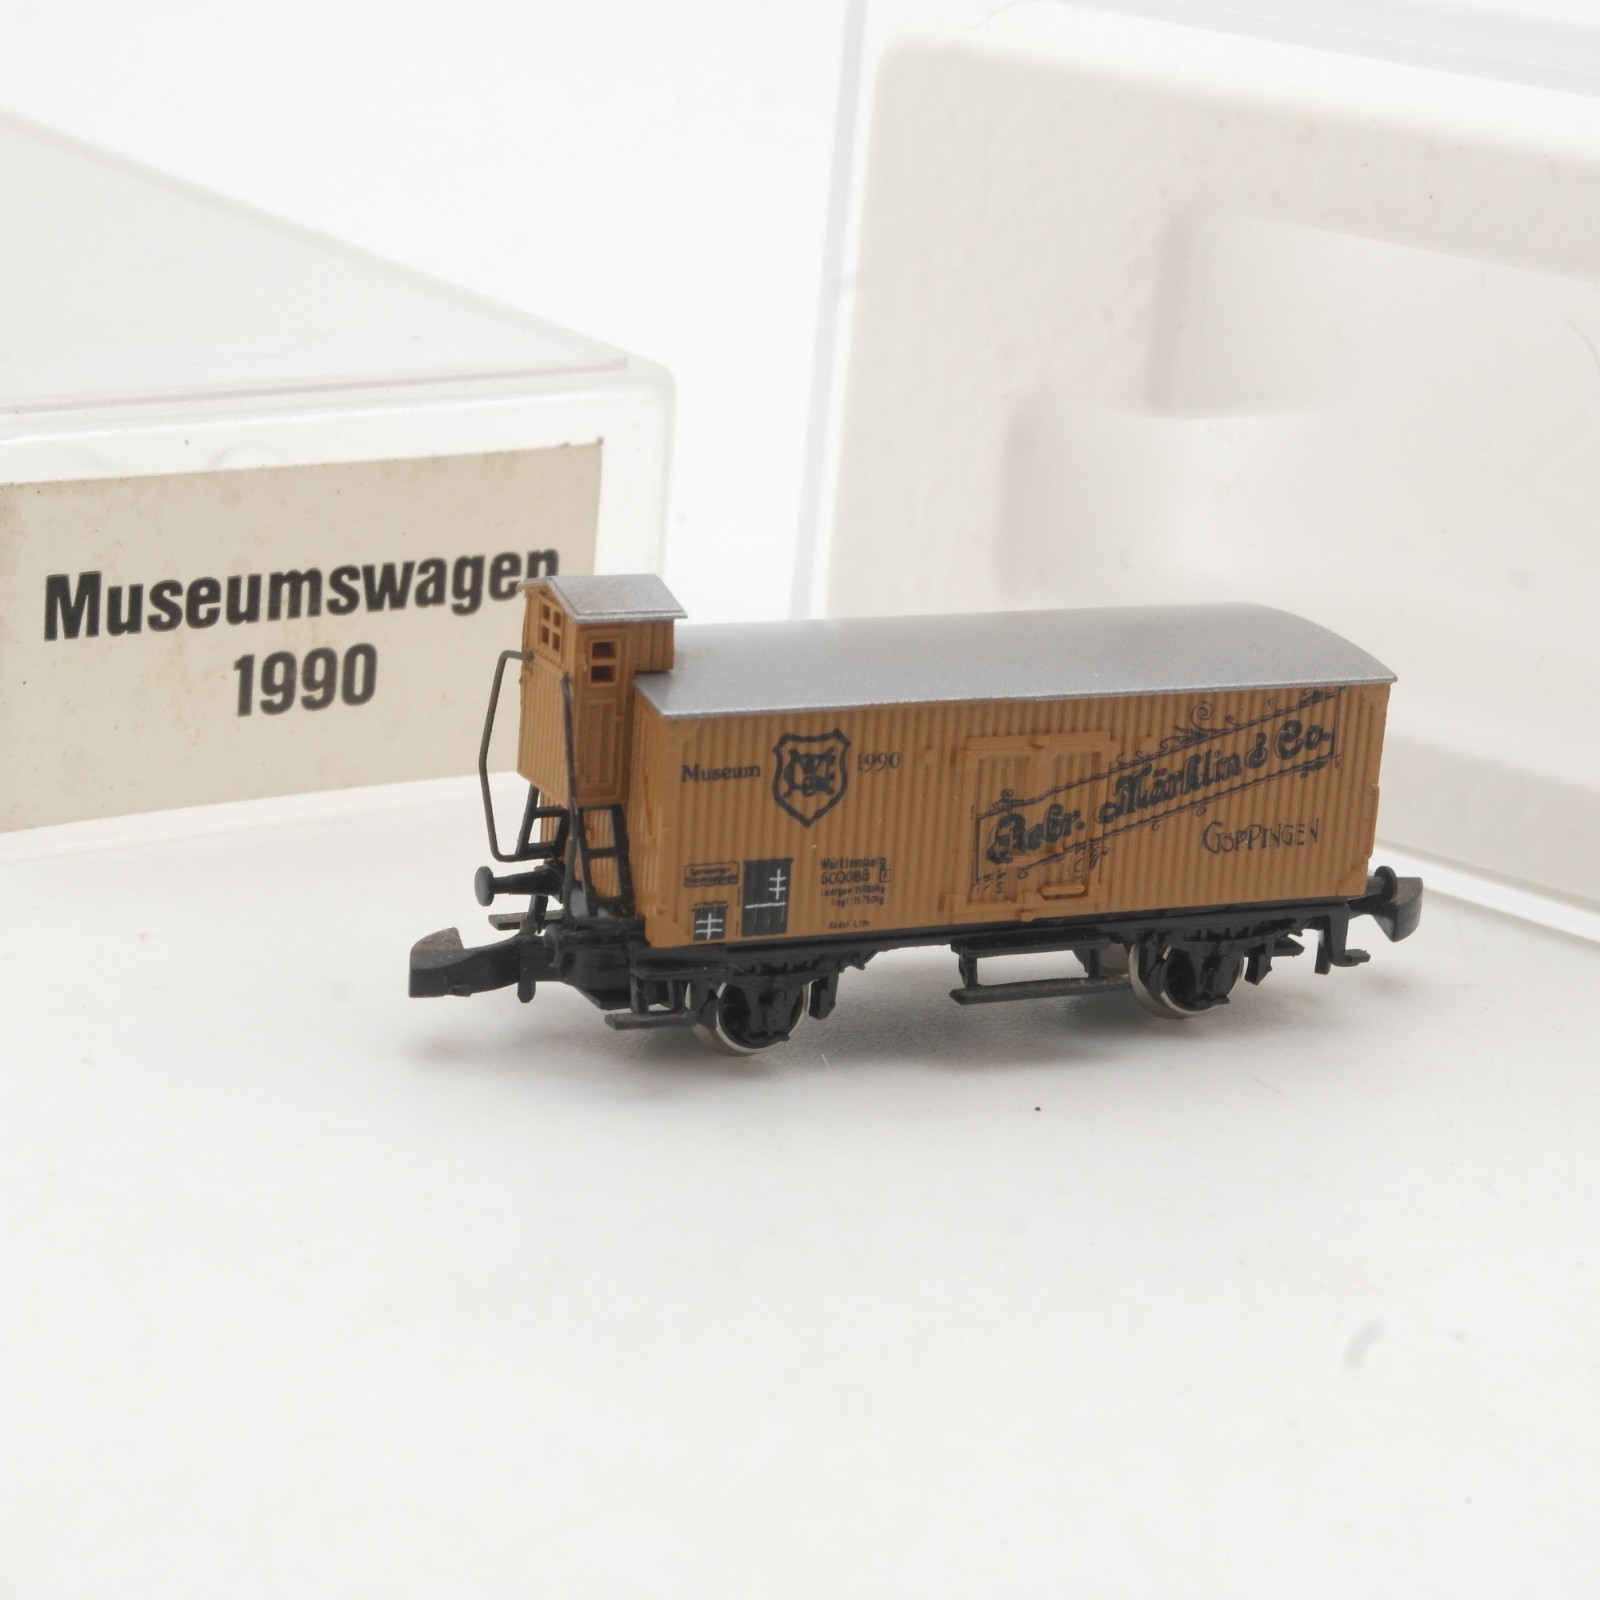 Museumswagen
1990
Museum
1990
Gebr. Märklin & Co.
GÖPPINGEN
Württemberg
600088